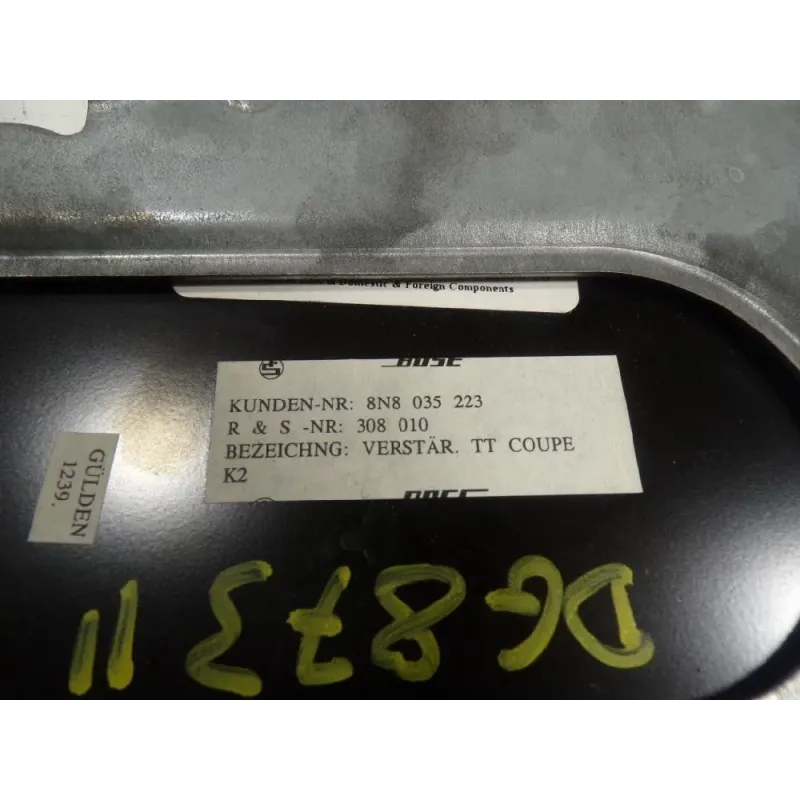 Domestic & Foreign Components
BOSE
KUNDEN-NR: 8N8 035 223
R & S -NR: 308 010
BEZEICHNG: VERSTÄR. TT COUPE
K2
BOSE
GÜLDEN
1239.
DG87311